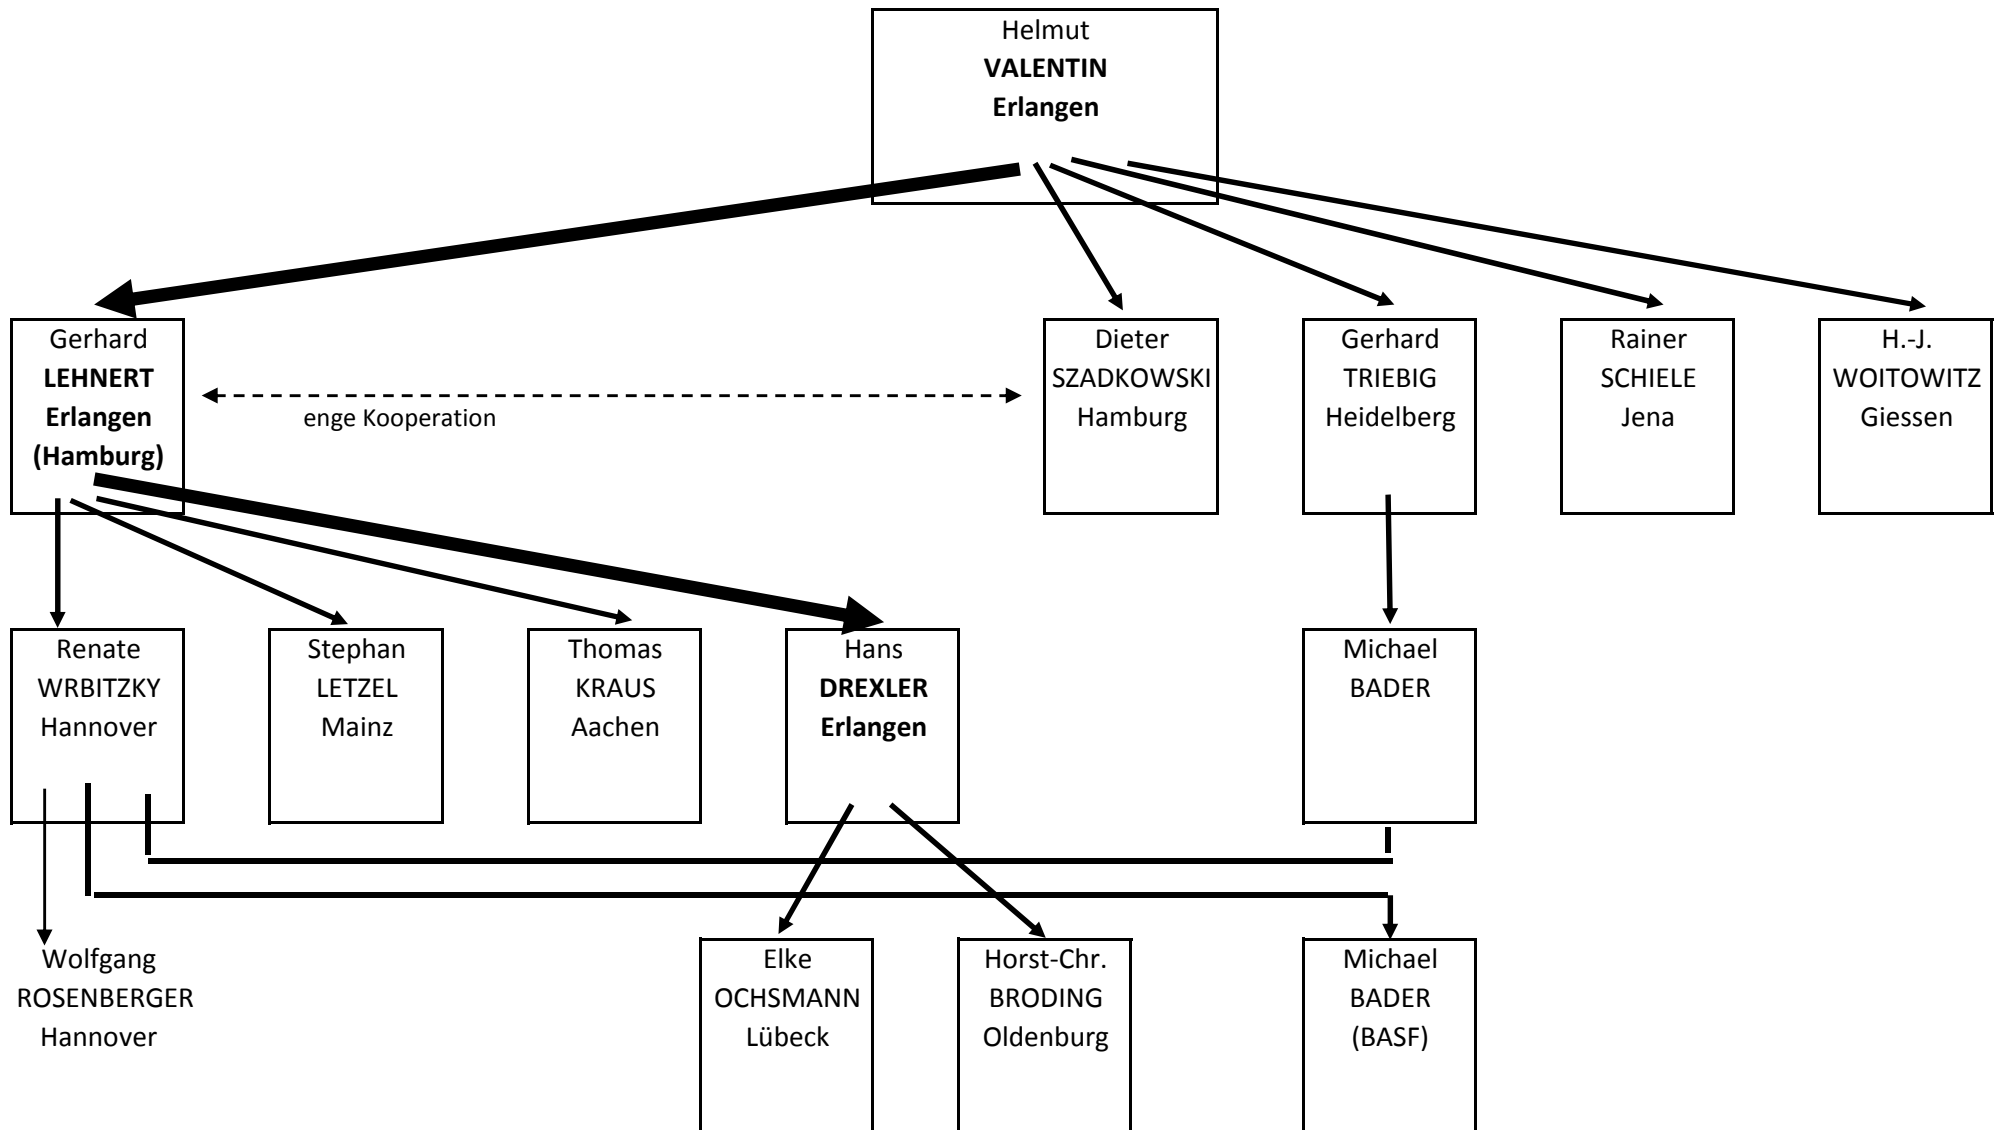 Helmut
VALENTIN
Erlangen
Gerhard
LEHNERT
Erlangen
(Hamburg)
enge Kooperation
Dieter
SZADKOWSKI
Hamburg
Gerhard
TRIEBIG
Heidelberg
Rainer
SCHIELE
Jena
H.-J.
WOITOWITZ
Giessen
Renate
WRBITZKY
Hannover
Stephan
LETZEL
Mainz
Thomas
KRAUS
Aachen
Hans
DREXLER
Erlangen
Michael
BADER
Wolfgang
ROSENBERGER
Hannover
Elke
OCHSMANN
Lübeck
Horst-Chr.
BRODING
Oldenburg
Michael
BADER
(BASF)